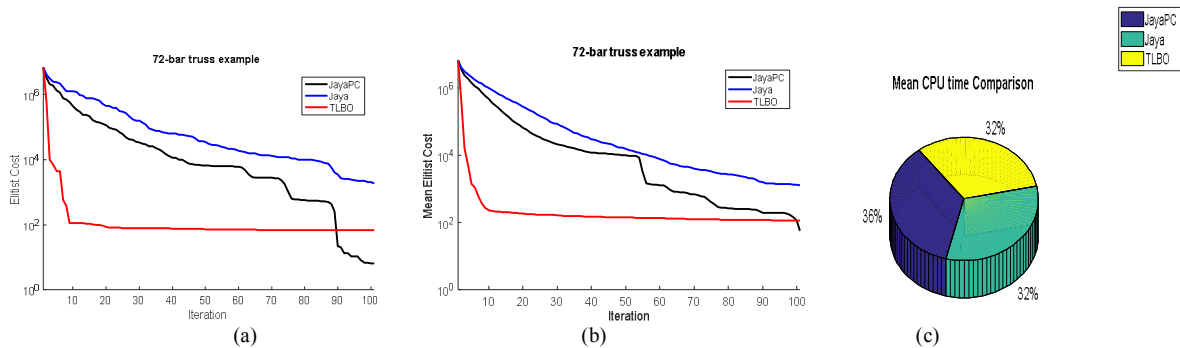 72-bar truss example
JayaPC
Jaya
TLBO
Elitist Cost
10^6
10^4
10^2
10^0
10 20 30 40 50 60 70 80 90 100
Iteration
(a)
72-bar truss example
JayaPC
Jaya
TLBO
Mean Elitist Cost
10^6
10^4
10^2
10^0
10 20 30 40 50 60 70 80 90 100
Iteration
(b)
JayaPC
Jaya
TLBO
Mean CPU time Comparison
32%
36%
32%
(c)